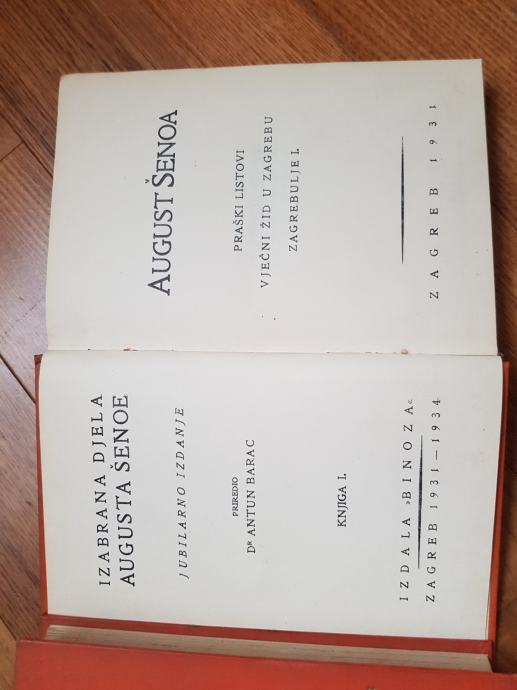 IZABRANA DJELA
AUGUSTA ŠENOE
JUBILARNO IZDANJE
PRIREDIO
DR ANTUN BARAC
KNJIGA I.
IZDALA »BINOZA«
ZAGREB 1931—1934
AUGUST ŠENOA
PRAŠKI LISTOVI
VJEČNI ŽID U ZAGREBU
ZAGREBULJE I.
ZAGREB 1931